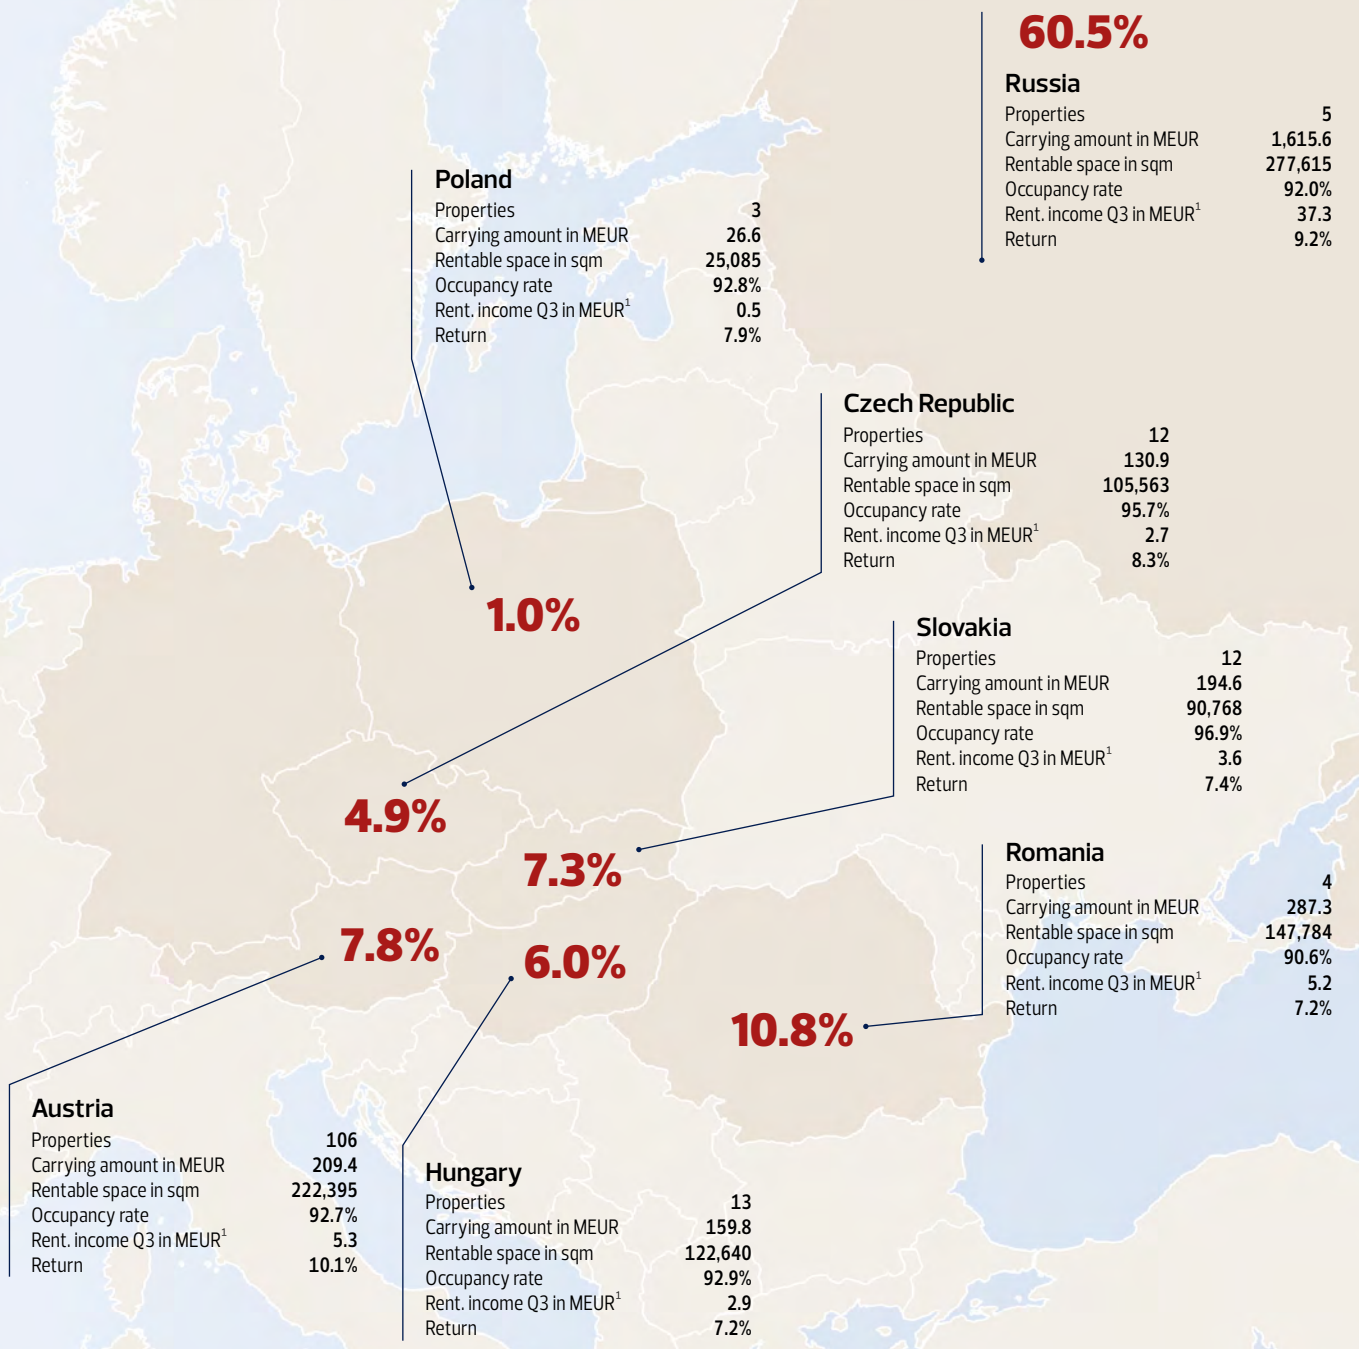 60.5%
Russia
Properties 5
Carrying amount in MEUR 1,615.6
Rentable space in sqm 277,615
Occupancy rate 92.0%
Rent. income Q3 in MEUR¹ 37.3
Return 9.2%
Poland
Properties 3
Carrying amount in MEUR 26.6
Rentable space in sqm 25,085
Occupancy rate 92.8%
Rent. income Q3 in MEUR¹ 0.5
Return 7.9%
1.0%
Czech Republic
Properties 12
Carrying amount in MEUR 130.9
Rentable space in sqm 105,563
Occupancy rate 95.7%
Rent. income Q3 in MEUR¹ 2.7
Return 8.3%
4.9%
Slovakia
Properties 12
Carrying amount in MEUR 194.6
Rentable space in sqm 90,768
Occupancy rate 96.9%
Rent. income Q3 in MEUR¹ 3.6
Return 7.4%
7.3%
Romania
Properties 4
Carrying amount in MEUR 287.3
Rentable space in sqm 147,784
Occupancy rate 90.6%
Rent. income Q3 in MEUR¹ 5.2
Return 7.2%
10.8%
7.8%
Austria
Properties 106
Carrying amount in MEUR 209.4
Rentable space in sqm 222,395
Occupancy rate 92.7%
Rent. income Q3 in MEUR¹ 5.3
Return 10.1%
6.0%
Hungary
Properties 13
Carrying amount in MEUR 159.8
Rentable space in sqm 122,640
Occupancy rate 92.9%
Rent. income Q3 in MEUR¹ 2.9
Return 7.2%